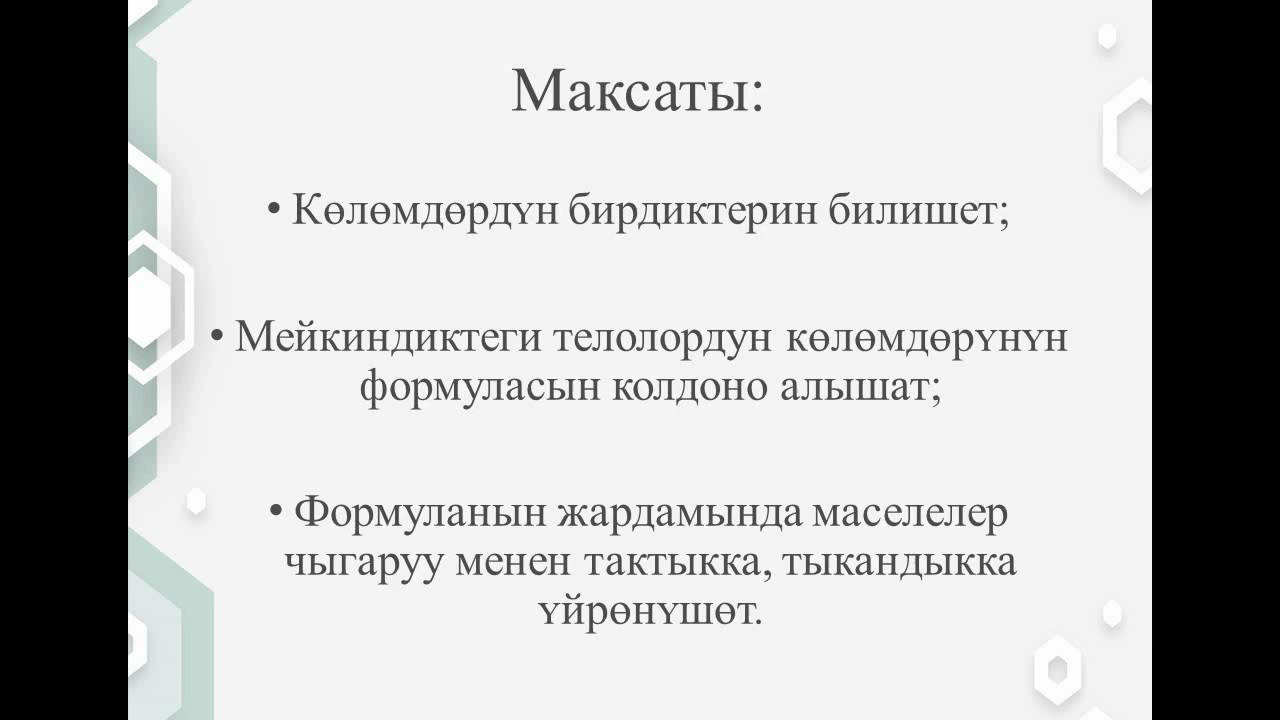 Максаты:
• Көлөмдөрдүн бирдиктерин билишет;
• Мейкиндиктеги телолордун көлөмдөрүнүн
формуласын колдоно алышат;
• Формуланын жардамында маселелер
чыгаруу менен тактыкка, тыкандыкка
үйрөнүшөт.